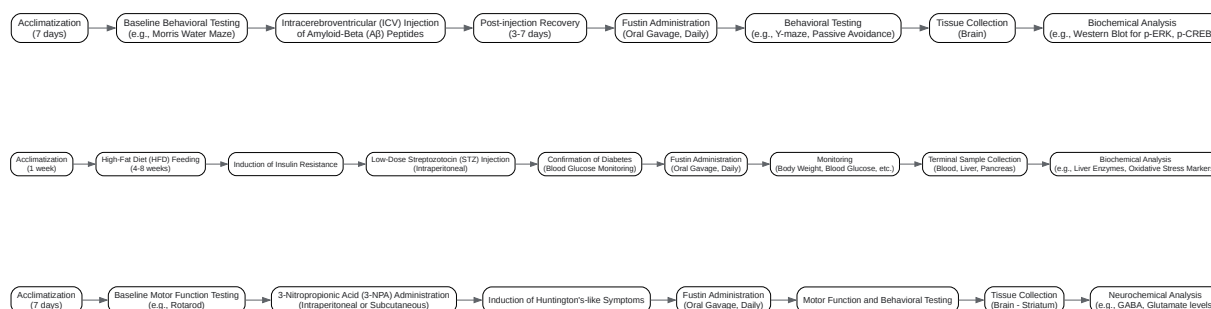 Acclimatization
(7 days)
Baseline Behavioral Testing
(e.g., Morris Water Maze)
Intracerebroventricular (ICV) Injection
of Amyloid-Beta (Aβ) Peptides
Post-injection Recovery
(3-7 days)
Fustin Administration
(Oral Gavage, Daily)
Behavioral Testing
(e.g., Y-maze, Passive Avoidance)
Tissue Collection
(Brain)
Biochemical Analysis
(e.g., Western Blot for p-ERK, p-CREB
Acclimatization
(1 week)
High-Fat Diet (HFD) Feeding
(4-8 weeks)
Induction of Insulin Resistance
Low-Dose Streptozotocin (STZ) Injection
(Intraperitoneal)
Confirmation of Diabetes
(Blood Glucose Monitoring)
Fustin Administration
(Oral Gavage, Daily)
Monitoring
(Body Weight, Blood Glucose, etc.)
Terminal Sample Collection
(Blood, Liver, Pancreas)
Biochemical Analysis
(e.g., Liver Enzymes, Oxidative Stress Marker
Acclimatization
(7 days)
Baseline Motor Function Testing
(e.g., Rotarod)
3-Nitropropionic Acid (3-NPA) Administration
(Intraperitoneal or Subcutaneous)
Induction of Huntington's-like Symptoms
Fustin Administration
(Oral Gavage, Daily)
Motor Function and Behavioral Testing
Tissue Collection
(Brain - Striatum)
Neurochemical Analysis
(e.g., GABA, Glutamate levels